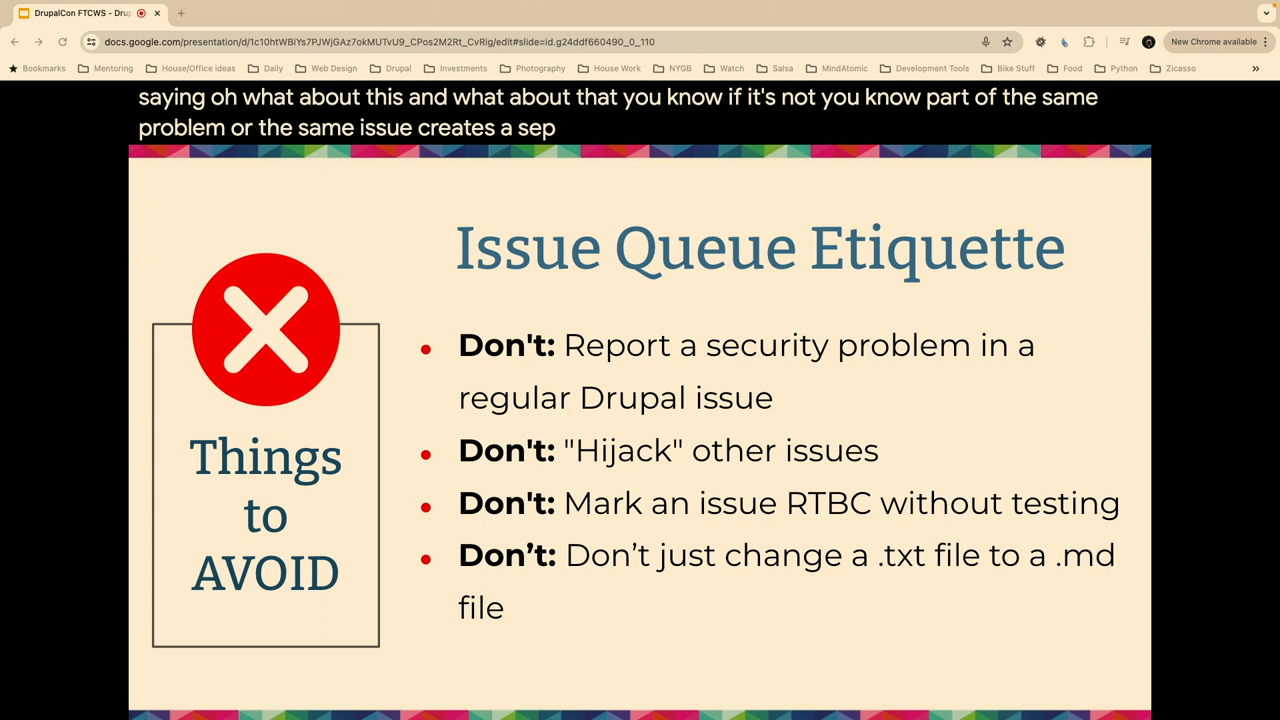 DrupalCon FTCWS - Dru
docs.google.com/presentation/d/1c10htWBiYs7PJWjGAz7okMUTvU9_CPos2M2Rt_CvRig/edit#slide=id.g24ddf660490_0_110
New Chrome available
Bookmarks Mentoring House/Office ideas Daily Web Design Drupal Investments Photography House Work NYGB Watch Salsa MindAtomic Development Tools Bike Stuff Food Python Zicasso
saying oh what about this and what about that you know if it's not you know part of the same
problem or the same issue creates a sep
Issue Queue Etiquette
Things
to
AVOID
Don't: Report a security problem in a
regular Drupal issue
Don't: "Hijack" other issues
Don't: Mark an issue RTBC without testing
Don’t: Don’t just change a .txt file to a .md
file